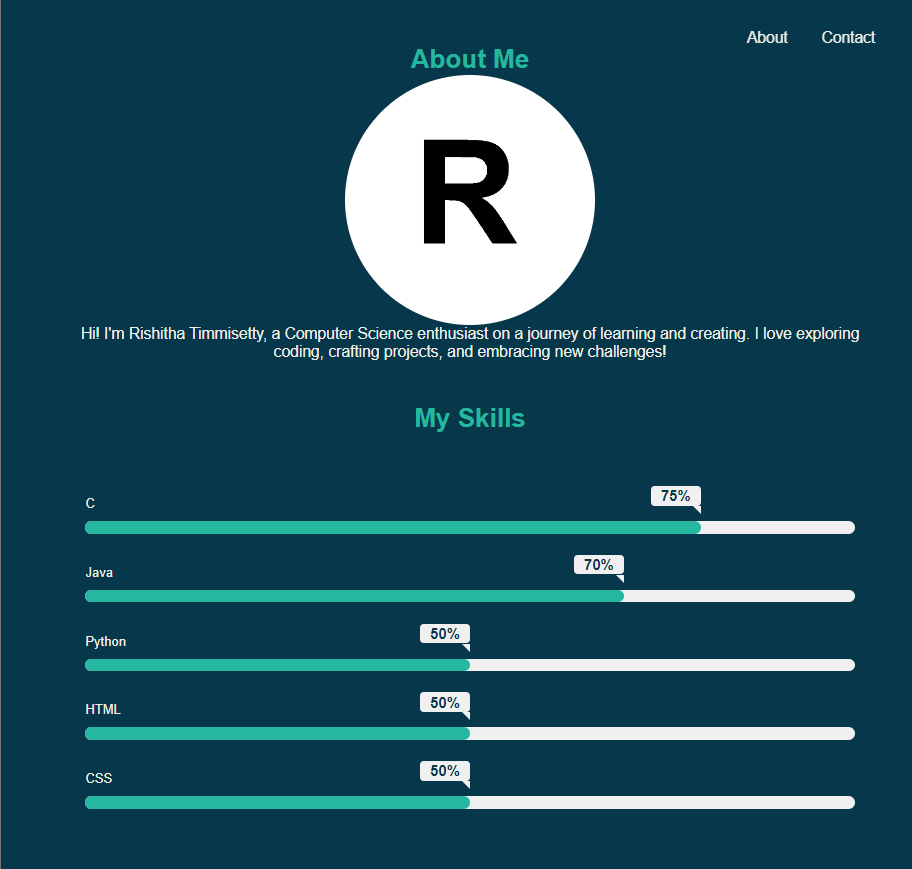 About Contact
About Me
R
Hi! I'm Rishitha Timmisetty, a Computer Science enthusiast on a journey of learning and creating. I love exploring
coding, crafting projects, and embracing new challenges!
My Skills
C 75%
Java 70%
Python 50%
HTML 50%
CSS 50%